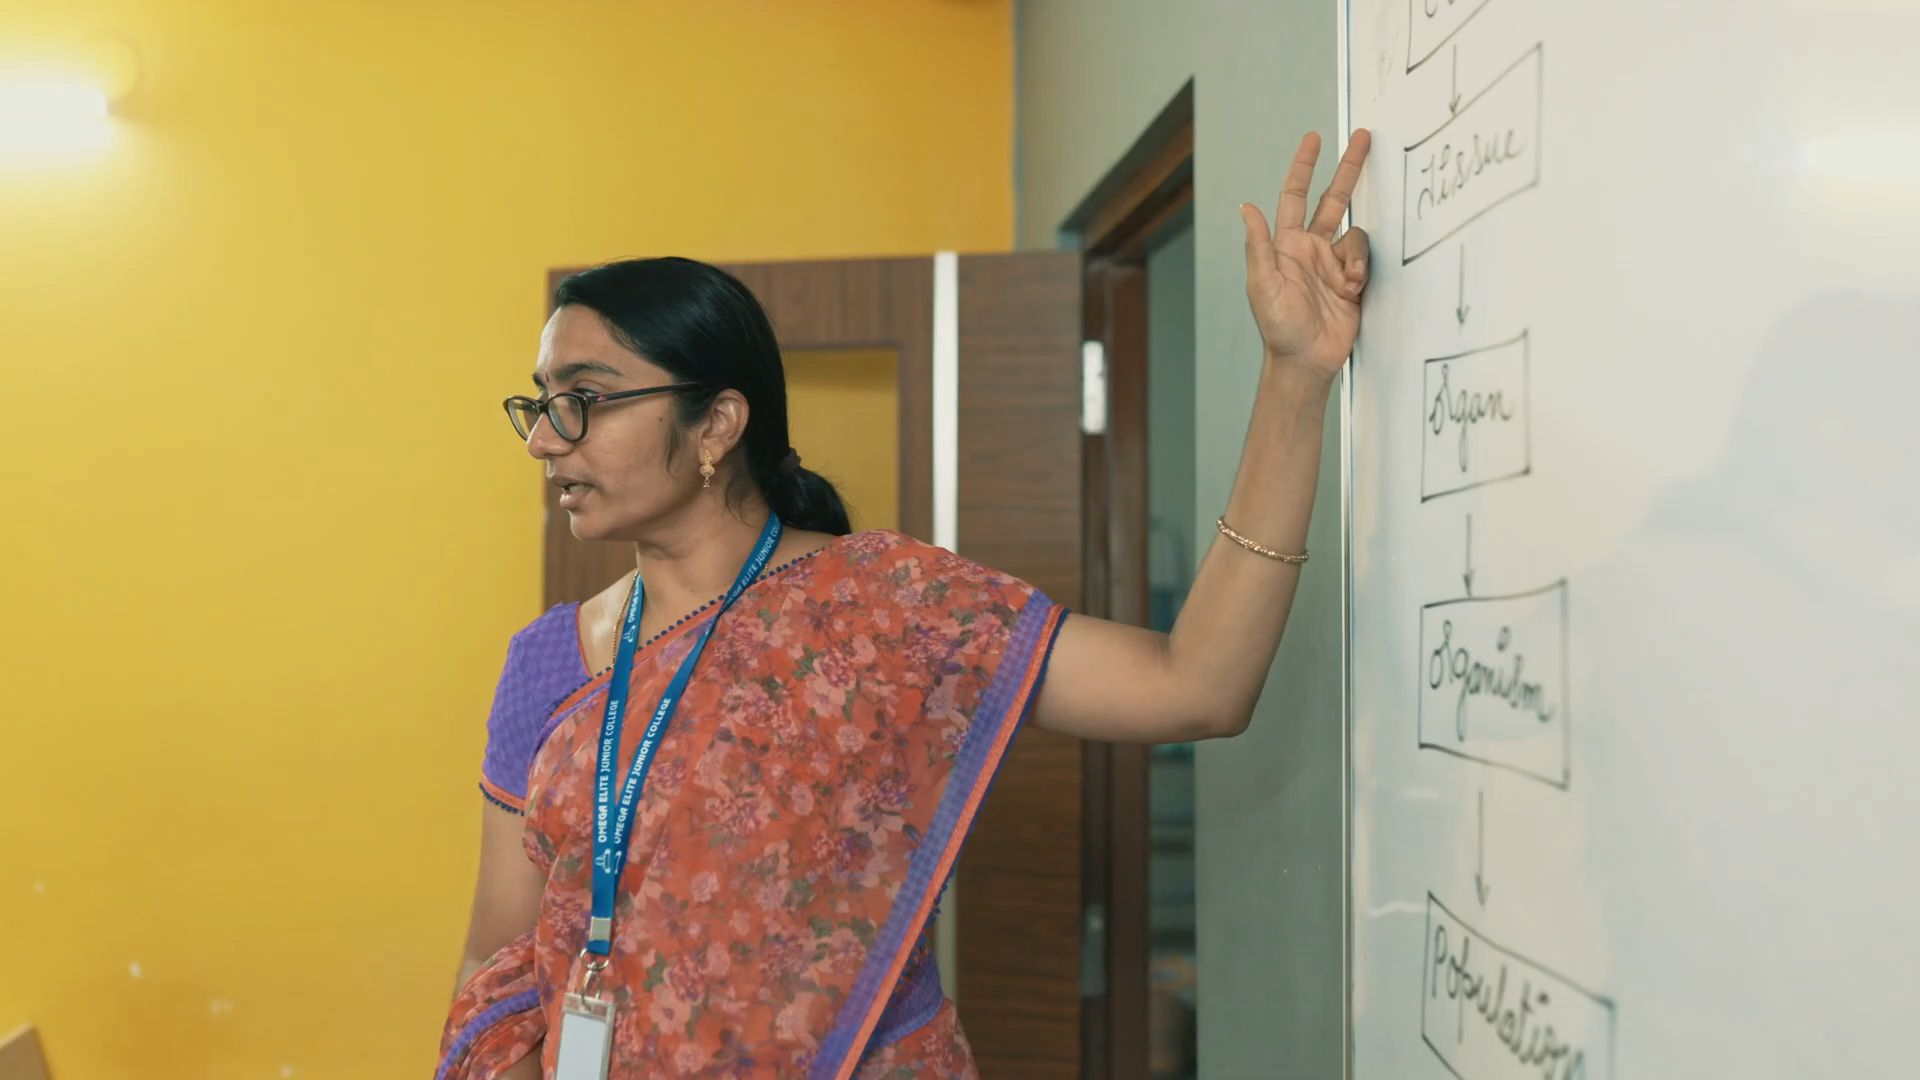 Tissue
Organ
Organism
Population
OMEGA ELITE JUNIOR COLLEGE
OMEGA ELITE JUNIOR COLLEGE